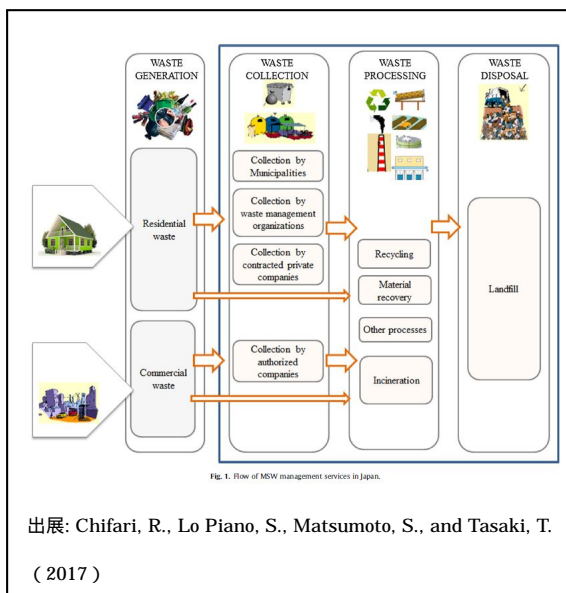 WASTE
GENERATION
WASTE
COLLECTION
WASTE
PROCESSING
WASTE
DISPOSAL
Residential
waste
Commercial
waste
Collection by
Municipalities
Collection by
waste management
organizations
Collection by
contracted private
companies
Collection by
authorized
companies
Recycling
Material
recovery
Other processes
Incineration
Landfill
Fig. 1. Flow of MSW management services in Japan.
出展: Chifari, R., Lo Piano, S., Matsumoto, S., and Tasaki, T.
（2017）